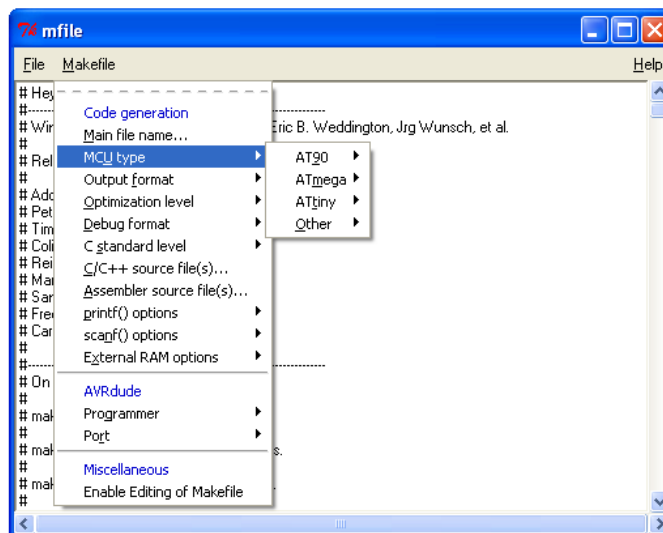 7% mfile
File Makefile Help
# Hey
#----------------------------------------
# Wir Eric B. Weddington, Jrg Wunsch, et al.
#
# Rel
#
# Add
# Pet
# Tim
# Coli
# Rei
# Mar
# Sar
# Fred
# Car
#
#----------------------------------------
# On
#
# mak
#
# mak s.
#
# mak .
#
Code generation
Main file name...
MCU type
Output format
Optimization level
Debug format
C standard level
C/C++ source file(s)...
Assembler source file(s)...
printf() options
scanf() options
External RAM options
AVRdude
Programmer
Port
Miscellaneous
Enable Editing of Makefile
AT90
ATmega
ATtiny
Other